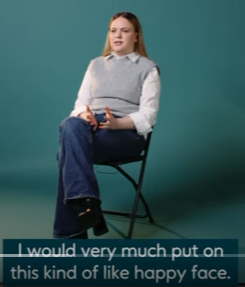 I would very much put on
this kind of like happy face.